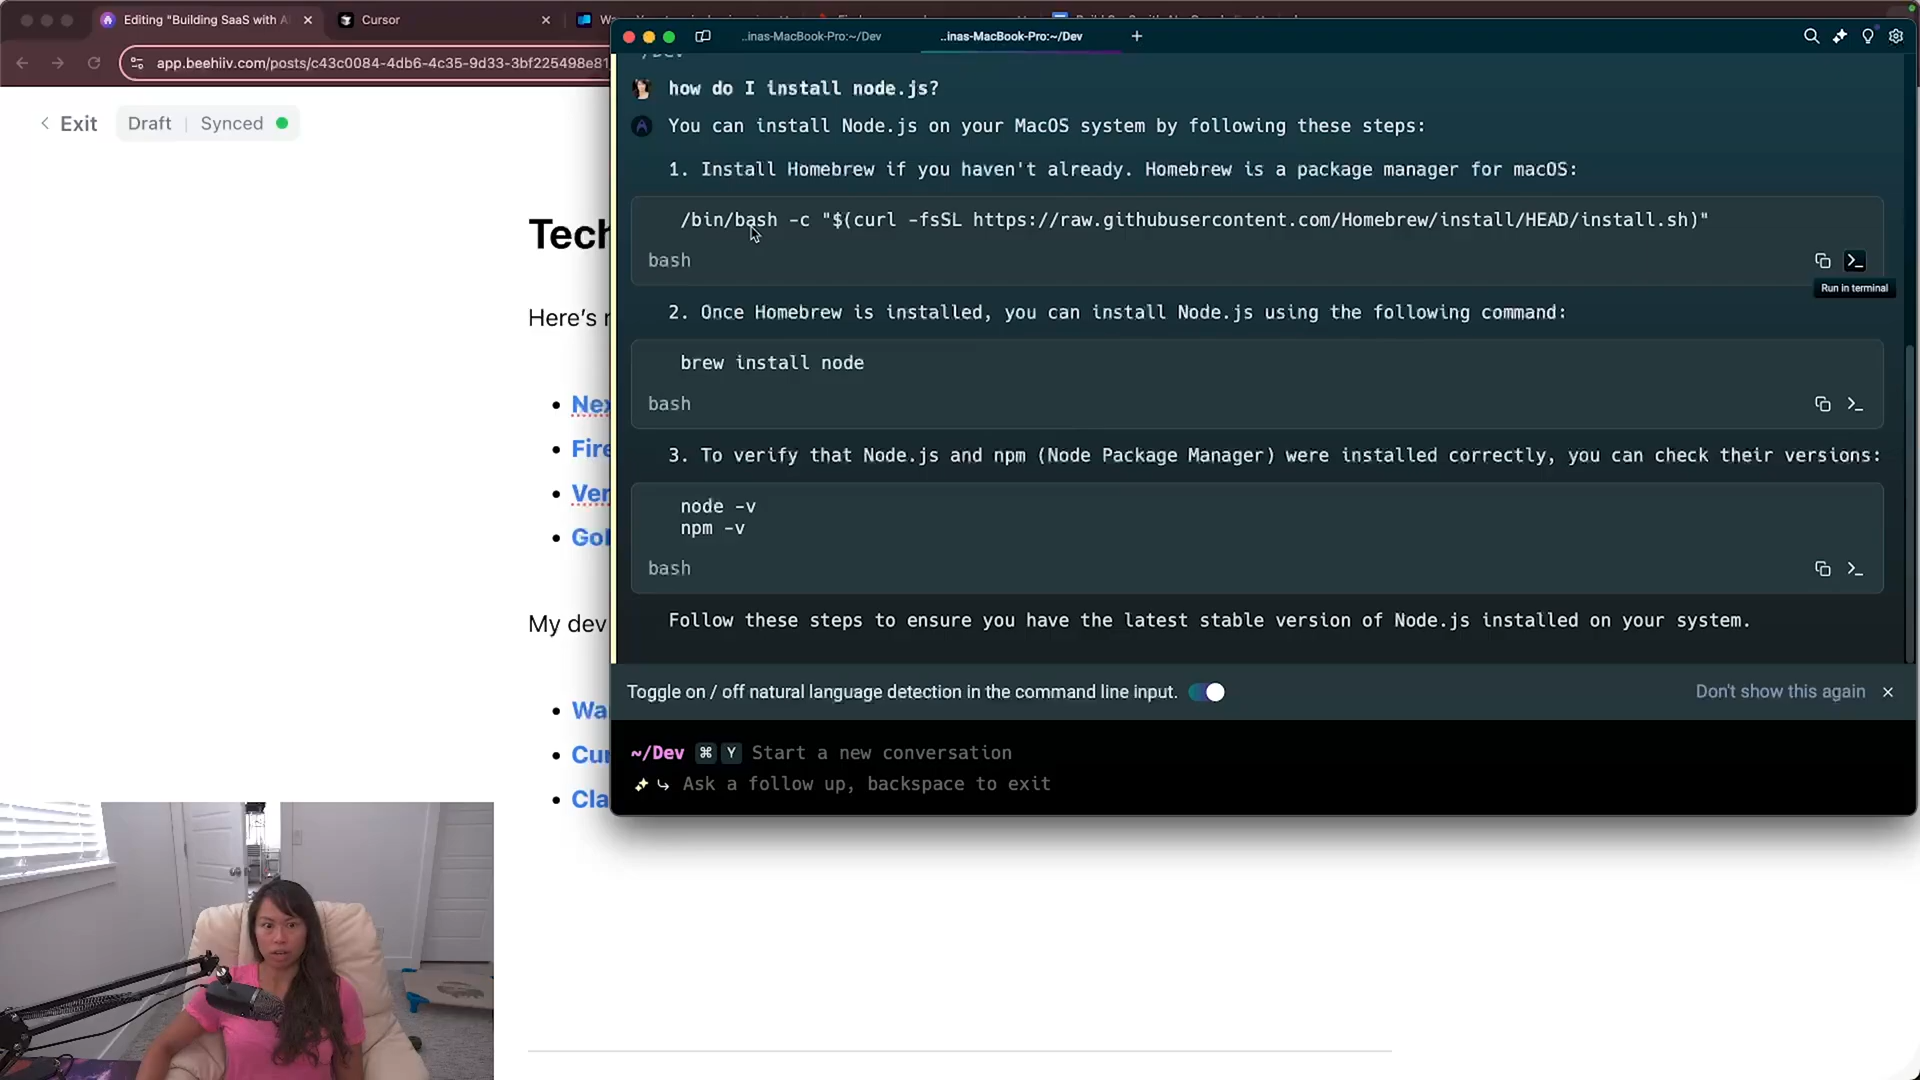 Editing "Building SaaS with A
Cursor
app.beehiiv.com/posts/c43c0084-4db6-4c35-9d33-3bf225498e81
Exit
Draft | Synced
Tech
Here's
Nex
Fire
Ver
Gol
My dev
Wa
Cur
Cla
..inas-MacBook-Pro:~/Dev
..inas-MacBook-Pro:~/Dev
how do I install node.js?
You can install Node.js on your MacOS system by following these steps:
1. Install Homebrew if you haven't already. Homebrew is a package manager for macOS:
/bin/bash -c "$(curl -fsSL https://raw.githubusercontent.com/Homebrew/install/HEAD/install.sh)"
bash
Run in terminal
2. Once Homebrew is installed, you can install Node.js using the following command:
brew install node
bash
3. To verify that Node.js and npm (Node Package Manager) were installed correctly, you can check their versions:
node -v
npm -v
bash
Follow these steps to ensure you have the latest stable version of Node.js installed on your system.
Toggle on / off natural language detection in the command line input.
Don't show this again
~/Dev ⌘ Y Start a new conversation
Ask a follow up, backspace to exit